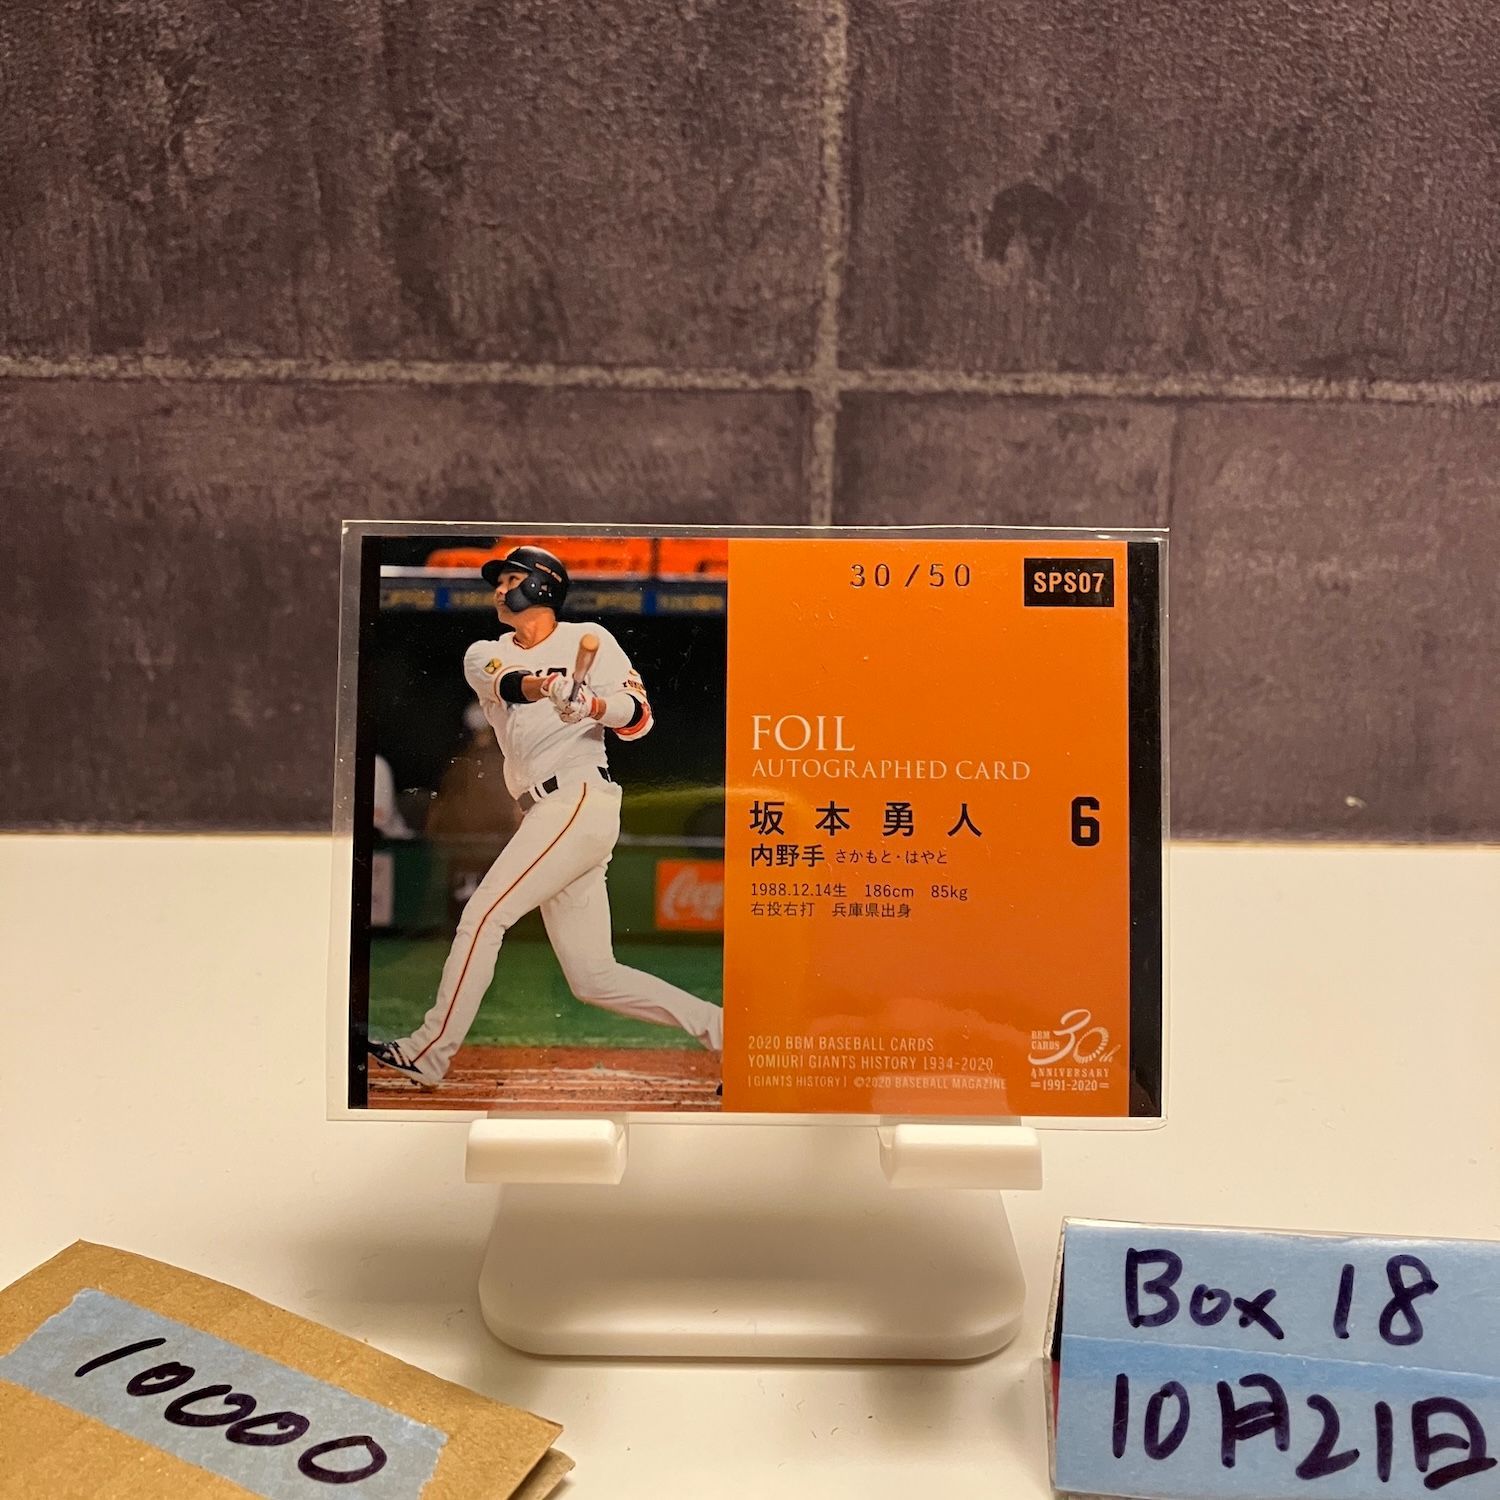 30/50
SPS07
FOIL
AUTOGRAPHED CARD
坂本勇人
6
内野手 さかもと・はやと
1988.12.14生 186cm 85kg
右投右打 兵庫県出身
2020 BBM BASEBALL CARDS
YOMIURI GIANTS HISTORY 1934-2020
[GIANTS HISTORY] ©2020 BASEBALL MAGAZINE
BBM
CARDS
30th
ANNIVERSARY
=1991-2020=
10000
Box 18
10月21日